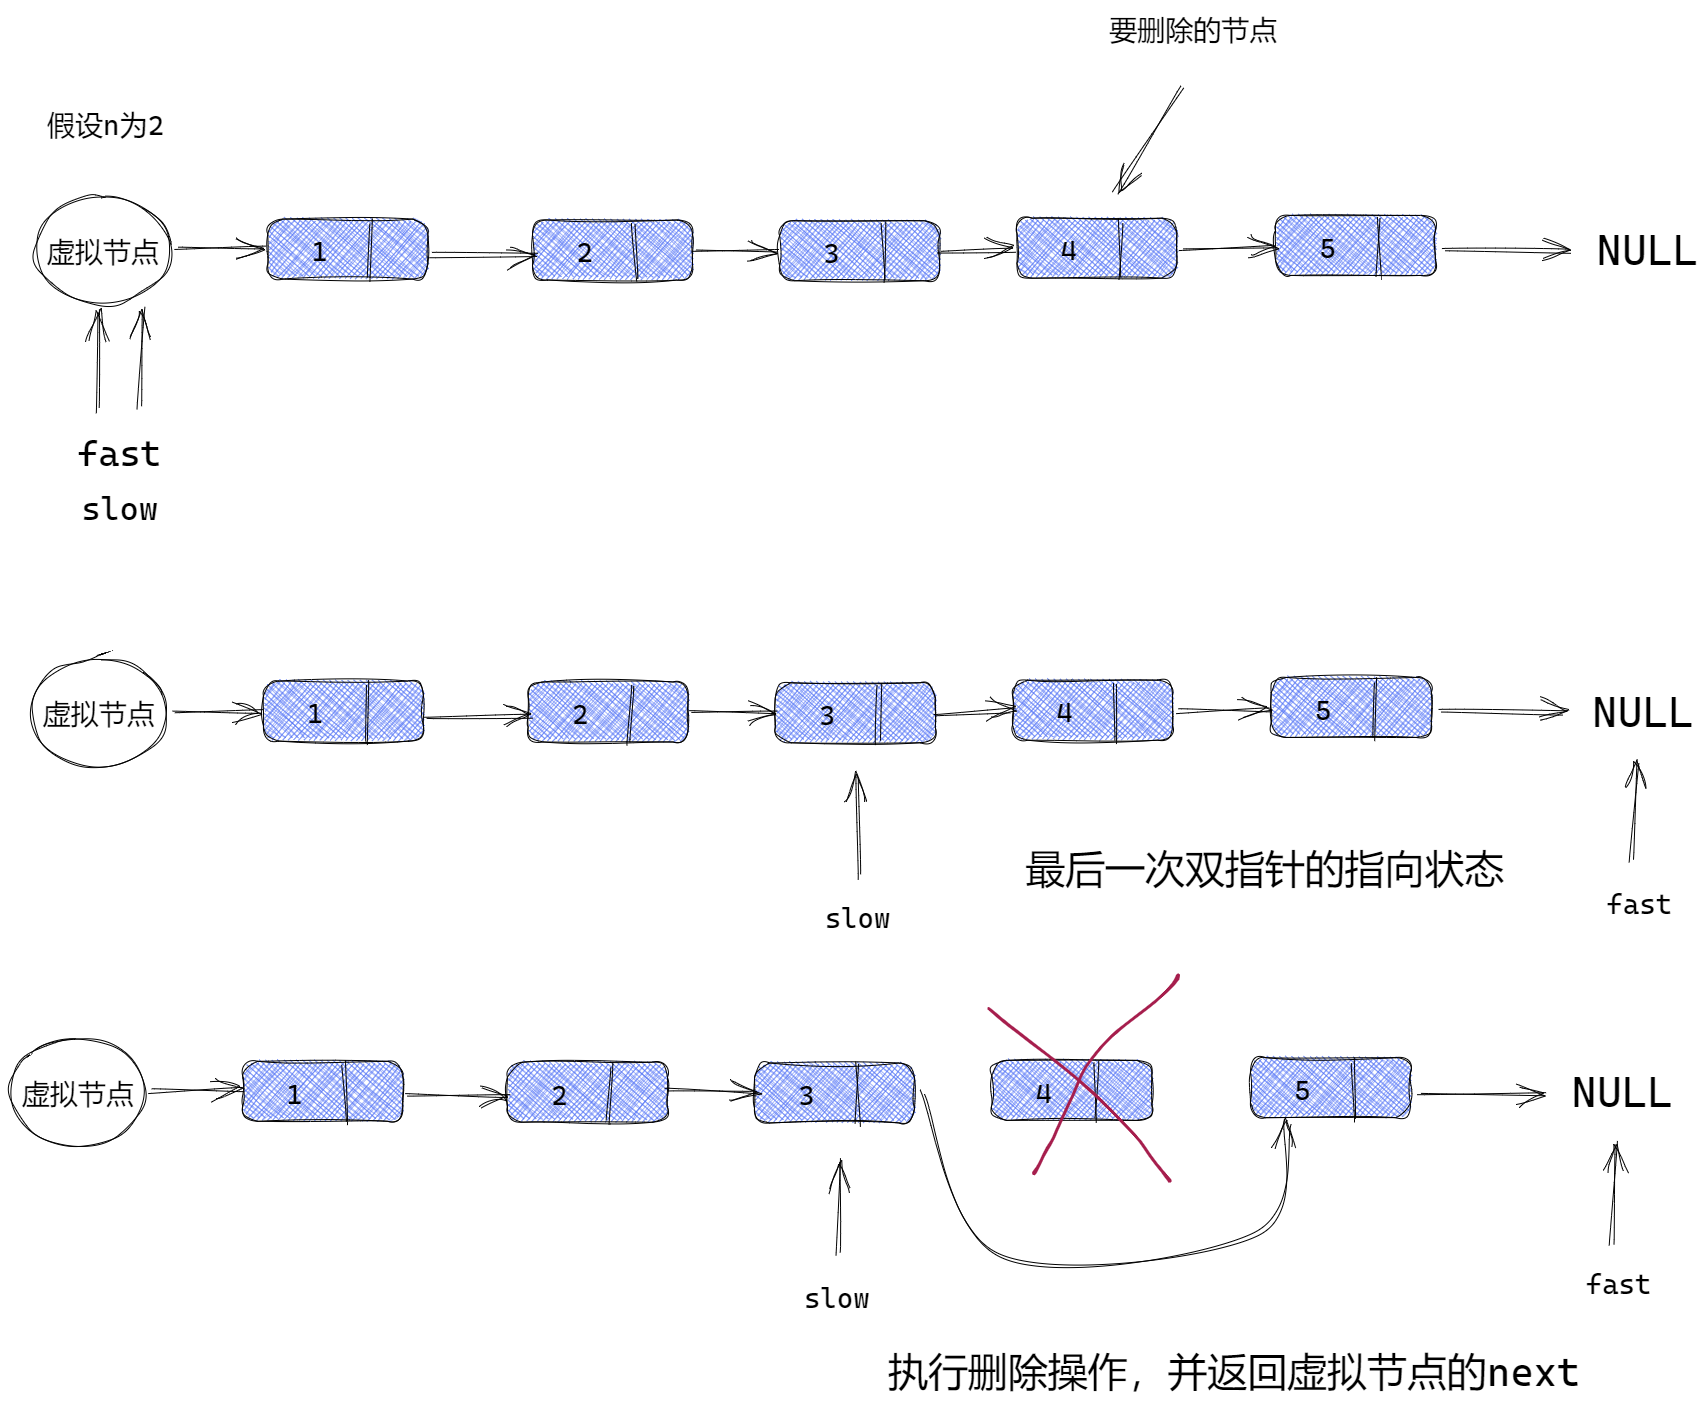 要删除的节点
假设n为2
虚拟节点
1
2
3
4
5
NULL
fast
slow
虚拟节点
1
2
3
4
5
NULL
最后一次双指针的指向状态
slow
fast
虚拟节点
1
2
3
4
5
NULL
slow
fast
执行删除操作，并返回虚拟节点的next